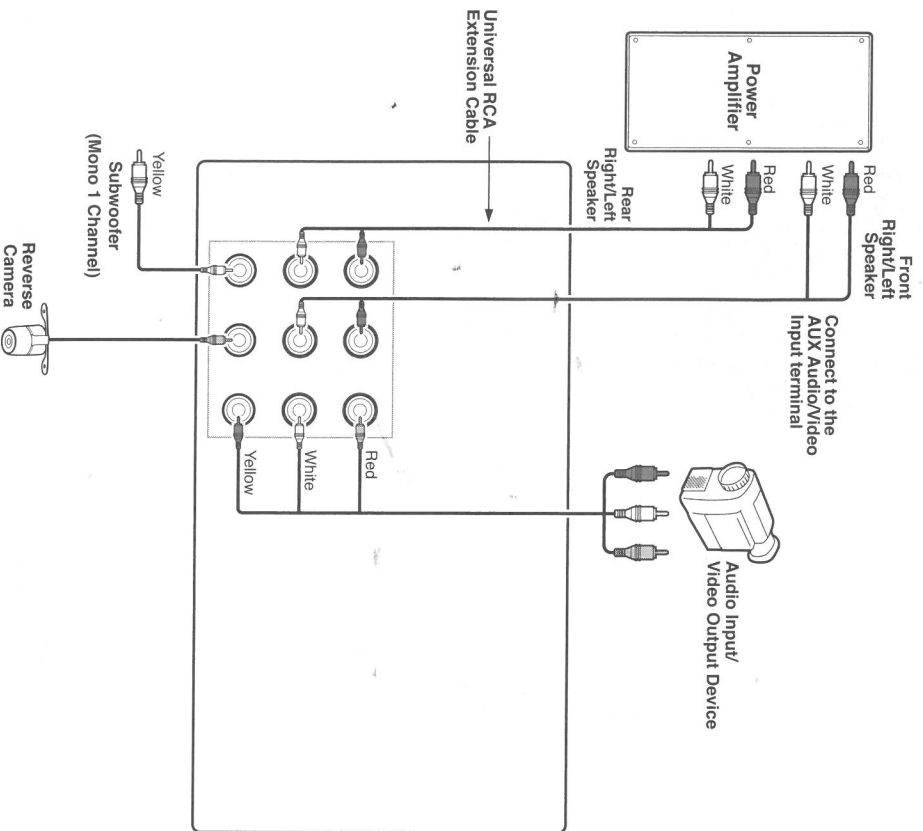 Power
Amplifier
Red
White
Red
White
Front
Right/Left
Speaker
Rear
Right/Left
Speaker
Universal RCA
Extension Cable
Connect to the
AUX Audio/Video
Input terminal
Audio Input/
Video Output Device
Red
White
Yellow
Yellow
Subwoofer
(Mono 1 Channel)
Reverse
Camera